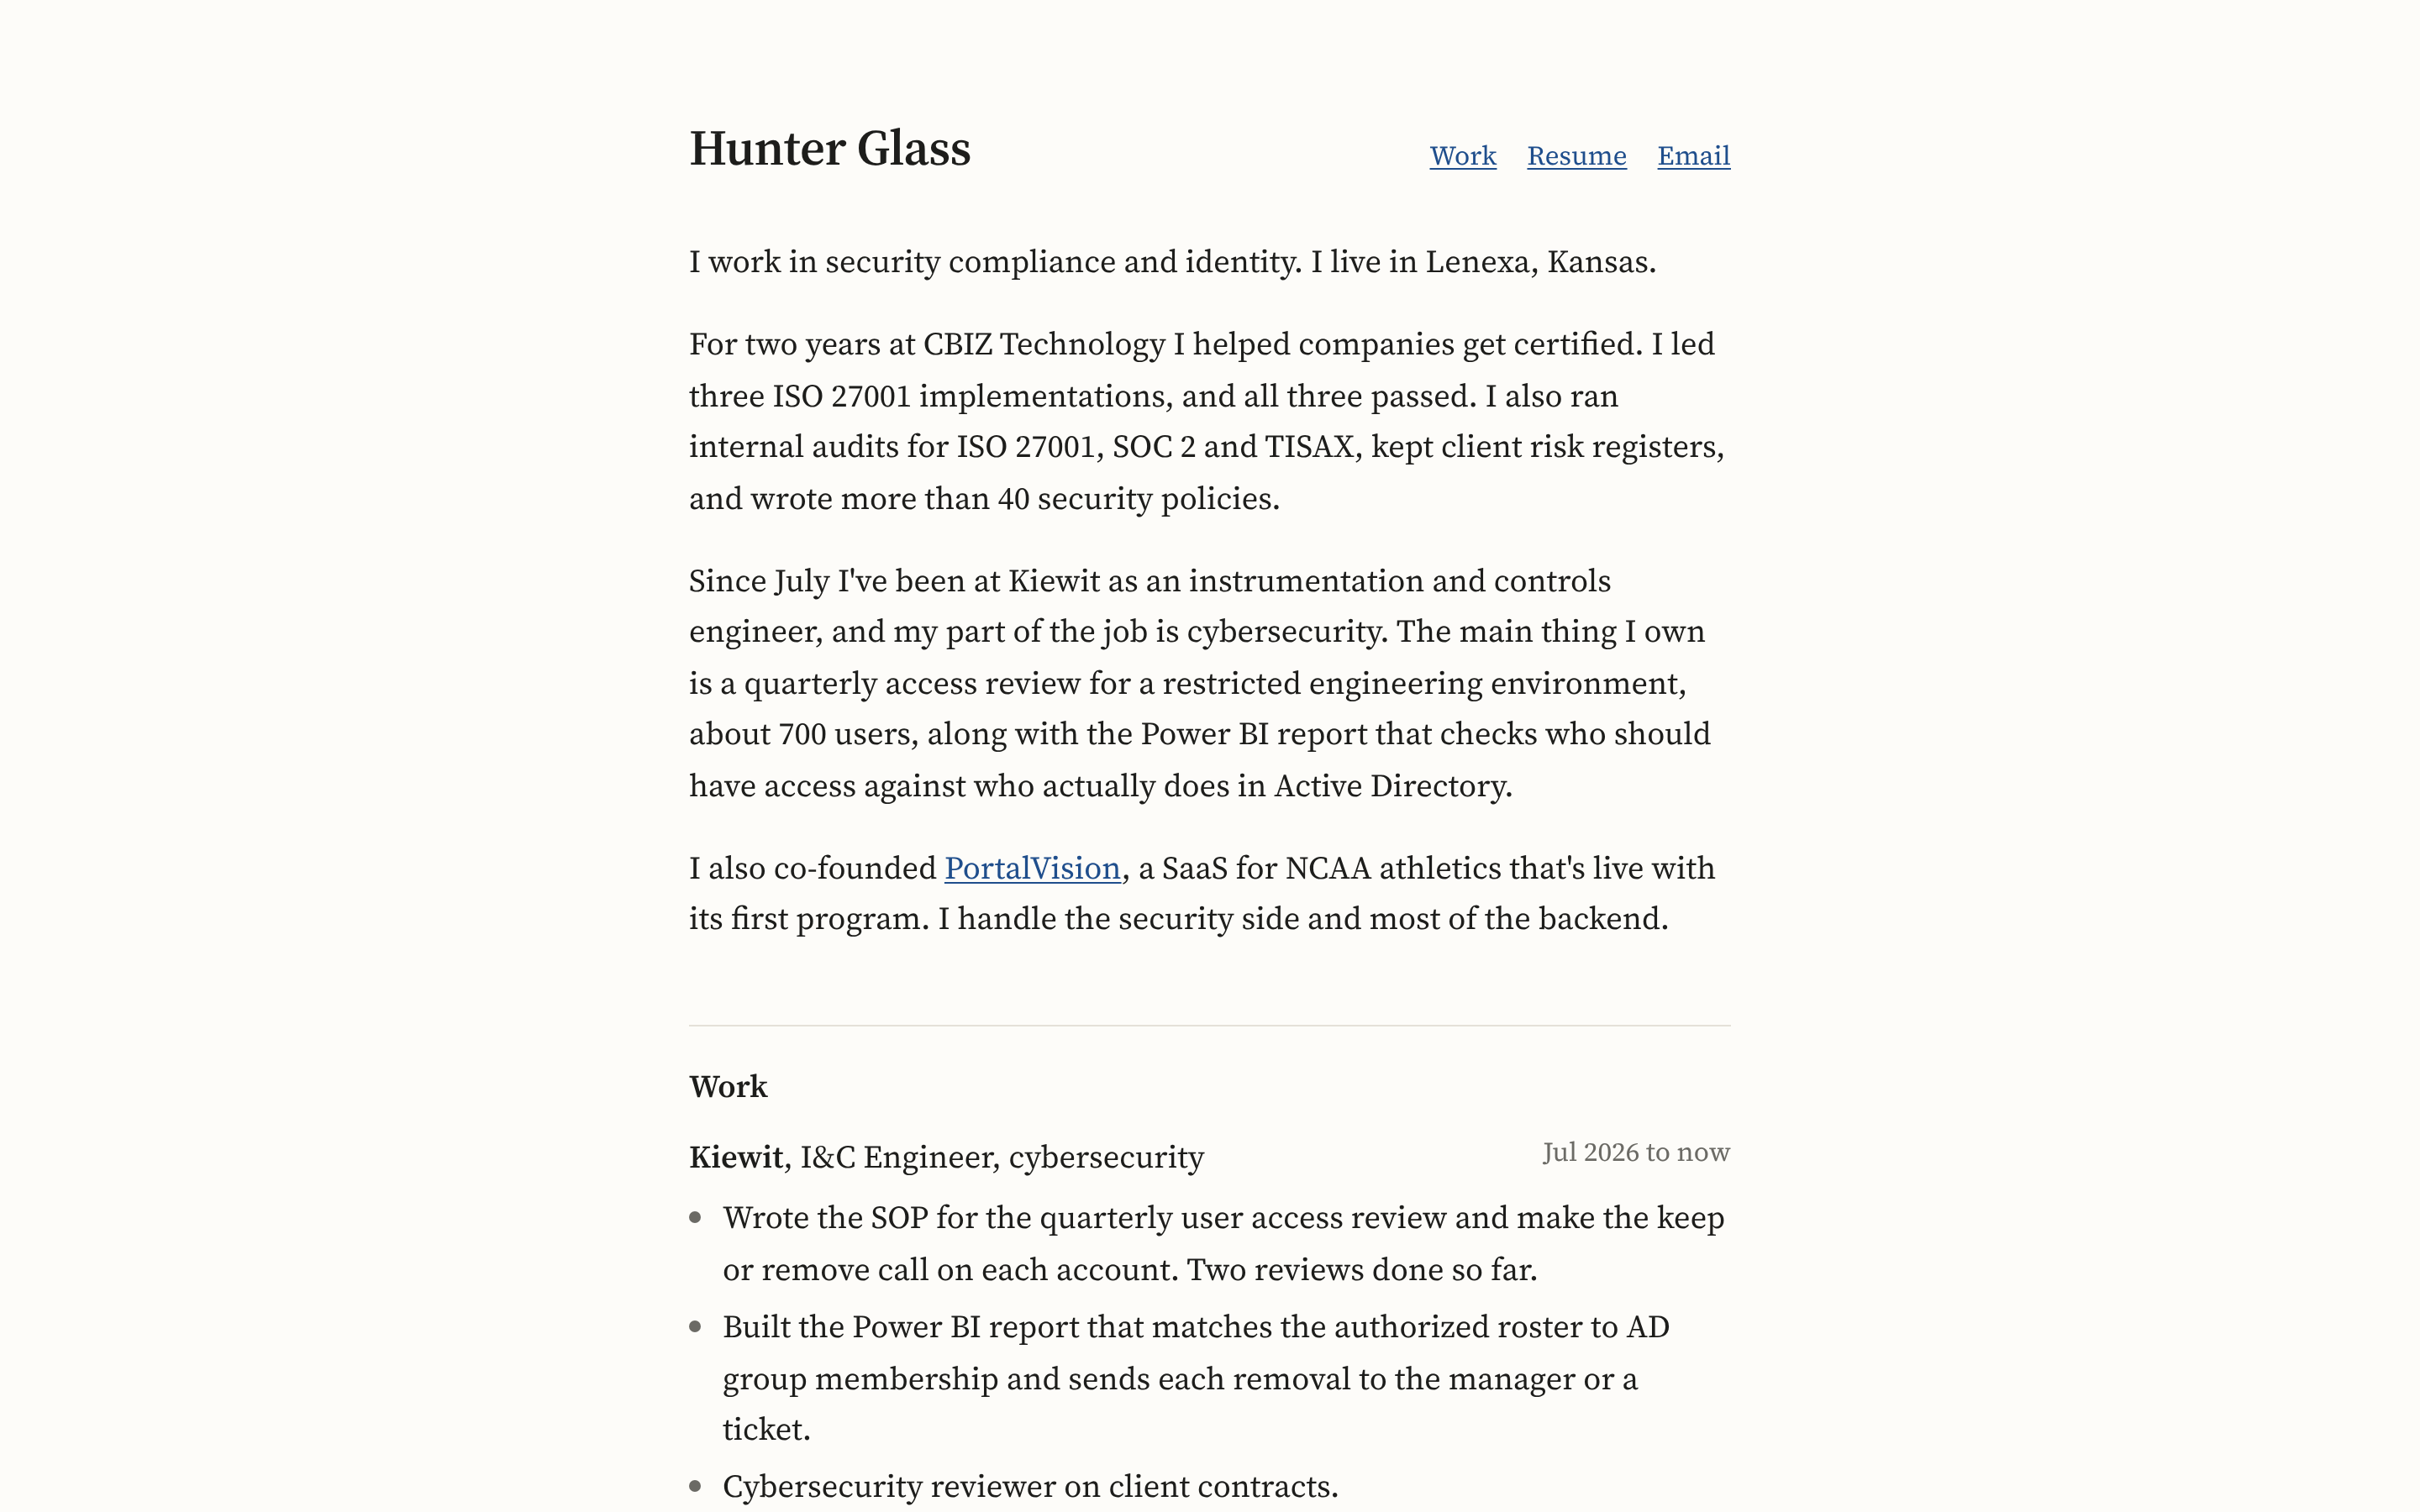 Hunter Glass
Work Resume Email
I work in security compliance and identity. I live in Lenexa, Kansas.
For two years at CBIZ Technology I helped companies get certified. I led
three ISO 27001 implementations, and all three passed. I also ran
internal audits for ISO 27001, SOC 2 and TISAX, kept client risk registers,
and wrote more than 40 security policies.
Since July I've been at Kiewit as an instrumentation and controls
engineer, and my part of the job is cybersecurity. The main thing I own
is a quarterly access review for a restricted engineering environment,
about 700 users, along with the Power BI report that checks who should
have access against who actually does in Active Directory.
I also co-founded PortalVision, a SaaS for NCAA athletics that's live with
its first program. I handle the security side and most of the backend.
Work
Kiewit, I&C Engineer, cybersecurity
Jul 2026 to now
Wrote the SOP for the quarterly user access review and make the keep
or remove call on each account. Two reviews done so far.
Built the Power BI report that matches the authorized roster to AD
group membership and sends each removal to the manager or a
ticket.
Cybersecurity reviewer on client contracts.